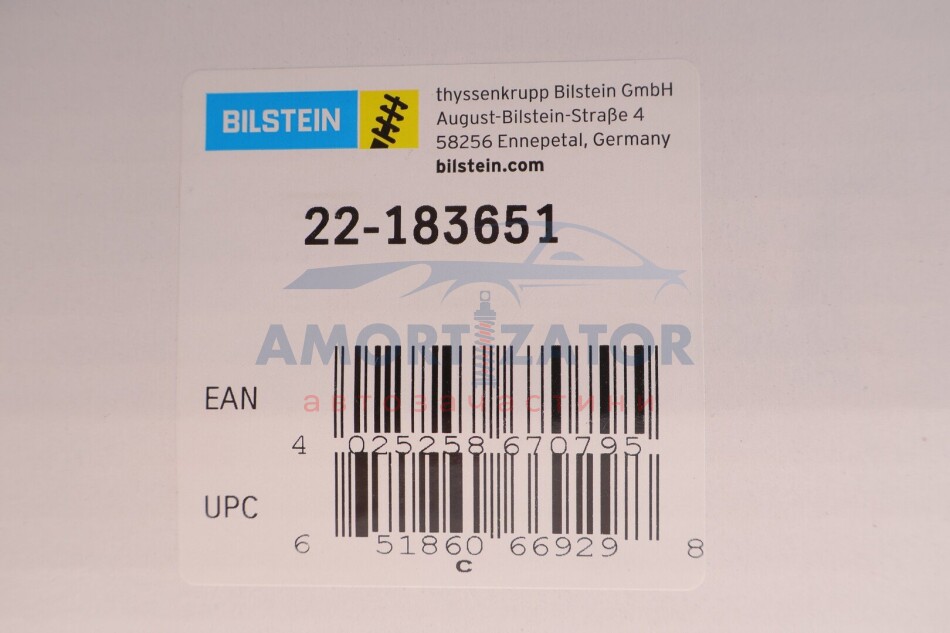 BILSTEIN
thyssenkrupp Bilstein GmbH
August-Bilstein-Straße 4
58256 Ennepetal, Germany
bilstein.com
22-183651
AMORTIZATOR
автозапчастини
EAN
4 025258 670795
UPC
6 51860 66929 8
C